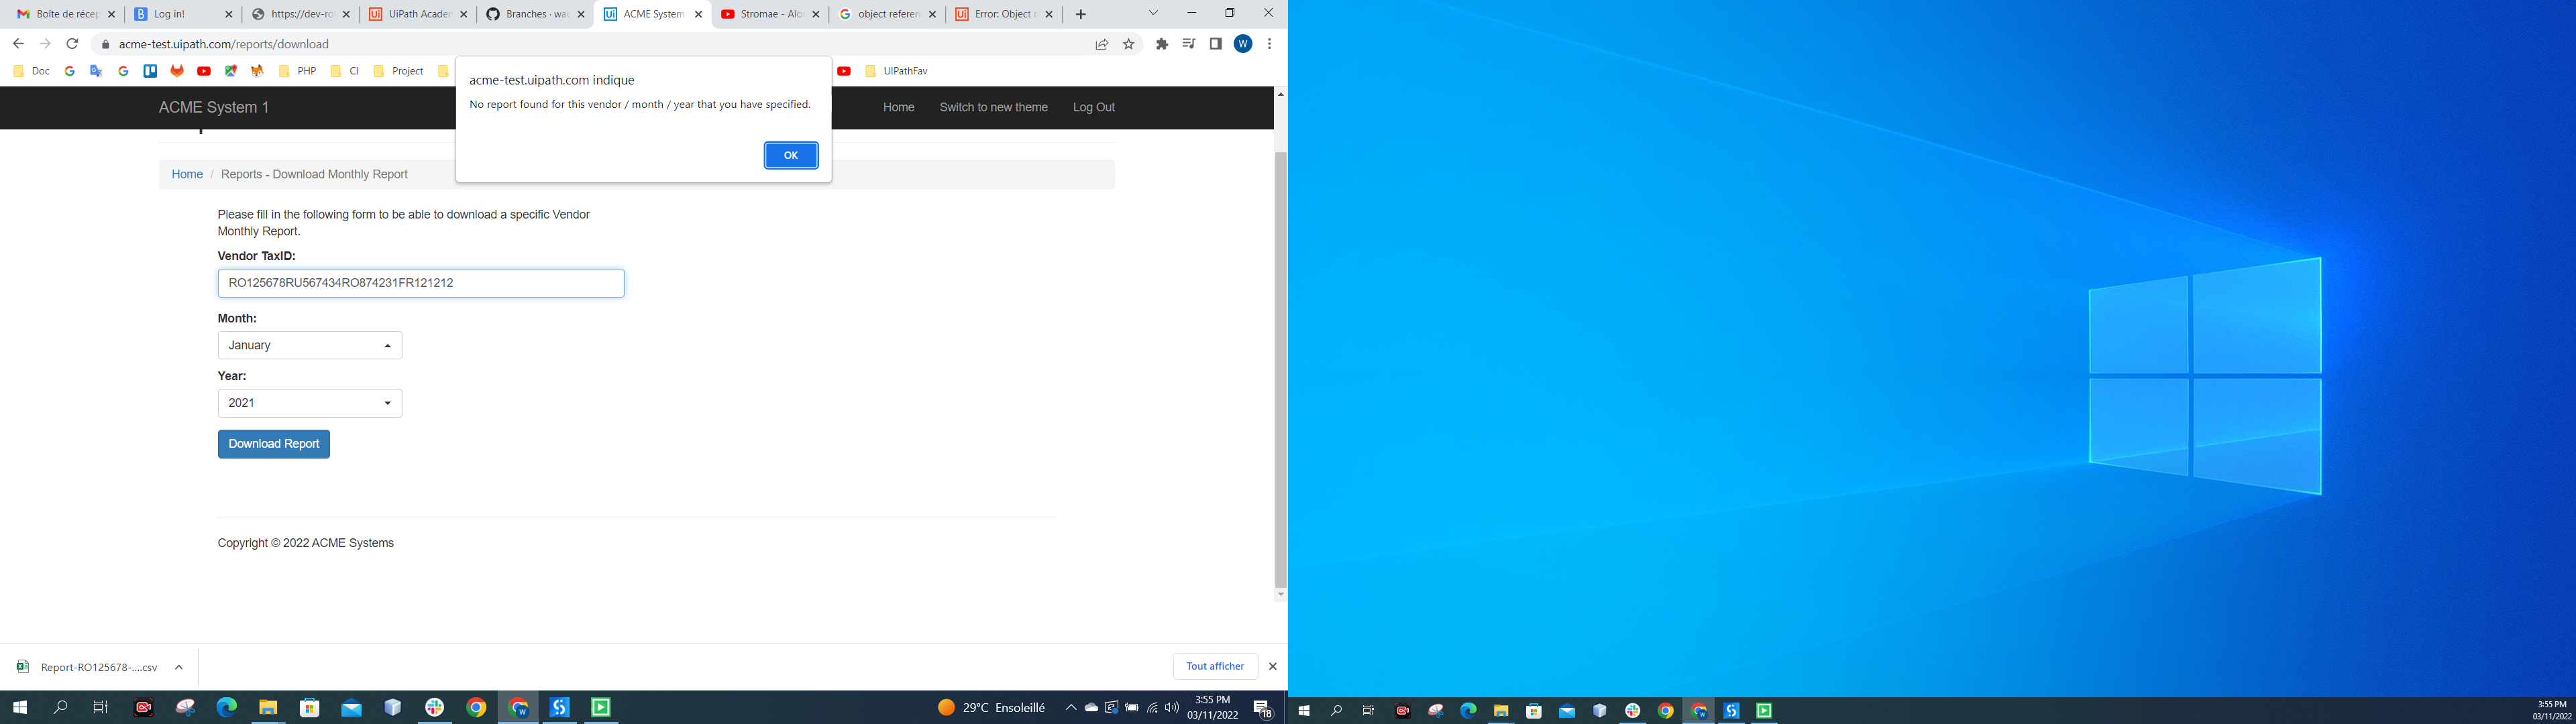 Boîte de récep
Log in!
https://dev-ro
UiPath Academ
Branches · wae
ACME System
Stromae - Alo
object referen
Error: Object r
acme-test.uipath.com/reports/download
W
Doc
PHP
CI
Project
UIPathFav
acme-test.uipath.com indique
No report found for this vendor / month / year that you have specified.
OK
ACME System 1
Home
Switch to new theme
Log Out
Home / Reports - Download Monthly Report
Please fill in the following form to be able to download a specific Vendor
Monthly Report.
Vendor TaxID:
RO125678RU567434RO874231FR121212
Month:
January
Year:
2021
Download Report
Copyright © 2022 ACME Systems
Report-RO125678-....csv
Tout afficher
29°C Ensoleillé
3:55 PM
03/11/2022
18
3:55 PM
03/11/2022